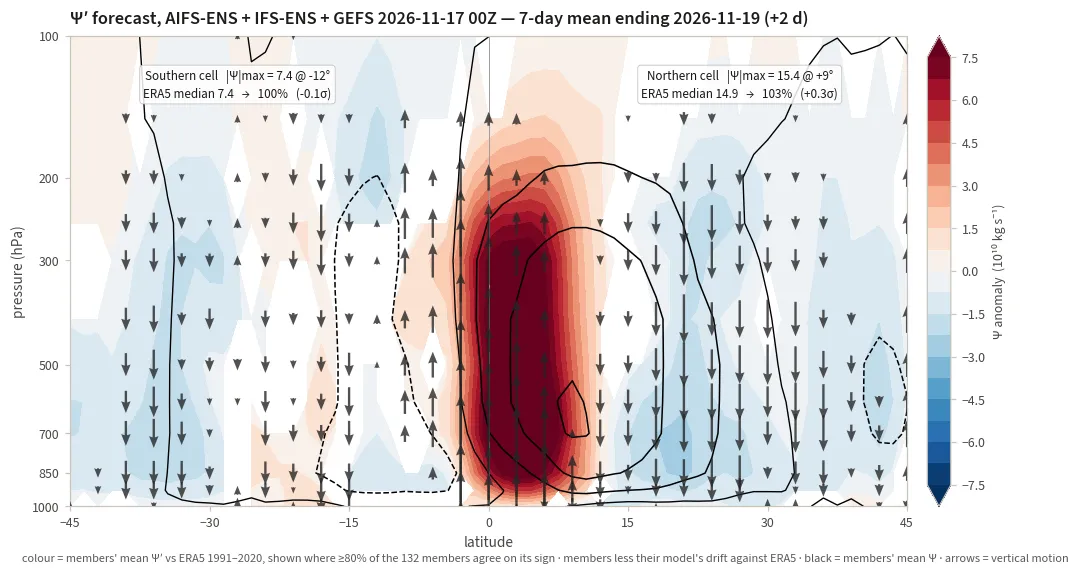 Ψ′ forecast, AIFS-ENS + IFS-ENS + GEFS 2026-11-17 00Z — 7-day mean ending 2026-11-19 (+2 d)
Southern cell |Ψ|max = 7.4 @ -12°
ERA5 median 7.4 → 100% (-0.1σ)
Northern cell |Ψ|max = 15.4 @ +9°
ERA5 median 14.9 → 103% (+0.3σ)
pressure (hPa)
100
200
300
400
500
700
850
1000
−45
−30
−15
0
15
30
45
latitude
7.5
6.0
4.5
3.0
1.5
0.0
−1.5
−3.0
−4.5
−6.0
−7.5
Ψ anomaly (10¹⁰ kg s⁻¹)
colour = members' mean Ψ′ vs ERA5 1991–2020, shown where ≥80% of the 132 members agree on its sign · members less their model's drift against ERA5 · black = members' mean Ψ · arrows = vertical motion